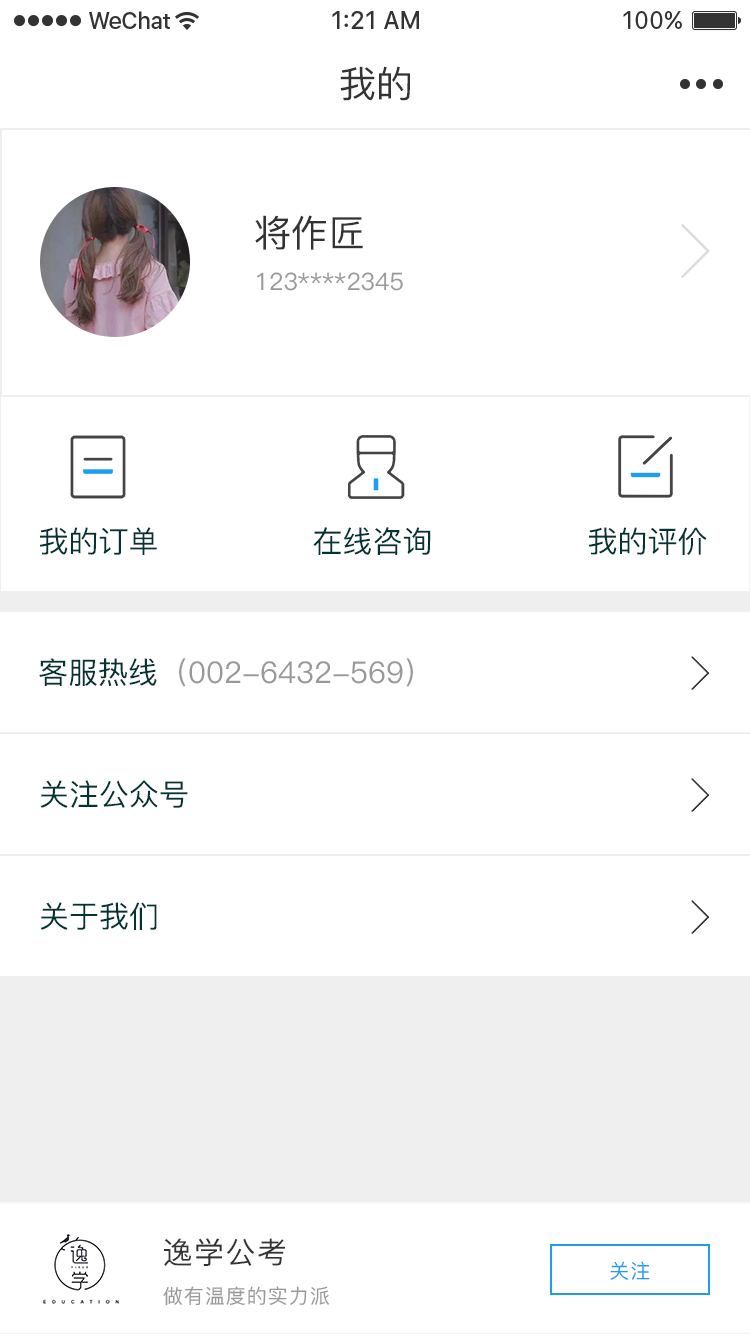 WeChat 1:21 AM 100%
我的
将作匠
123****2345
我的订单 在线咨询 我的评价
客服热线（002-6432-569）
关注公众号
关于我们
逸学
EDUCATION
逸学公考
做有温度的实力派
关注